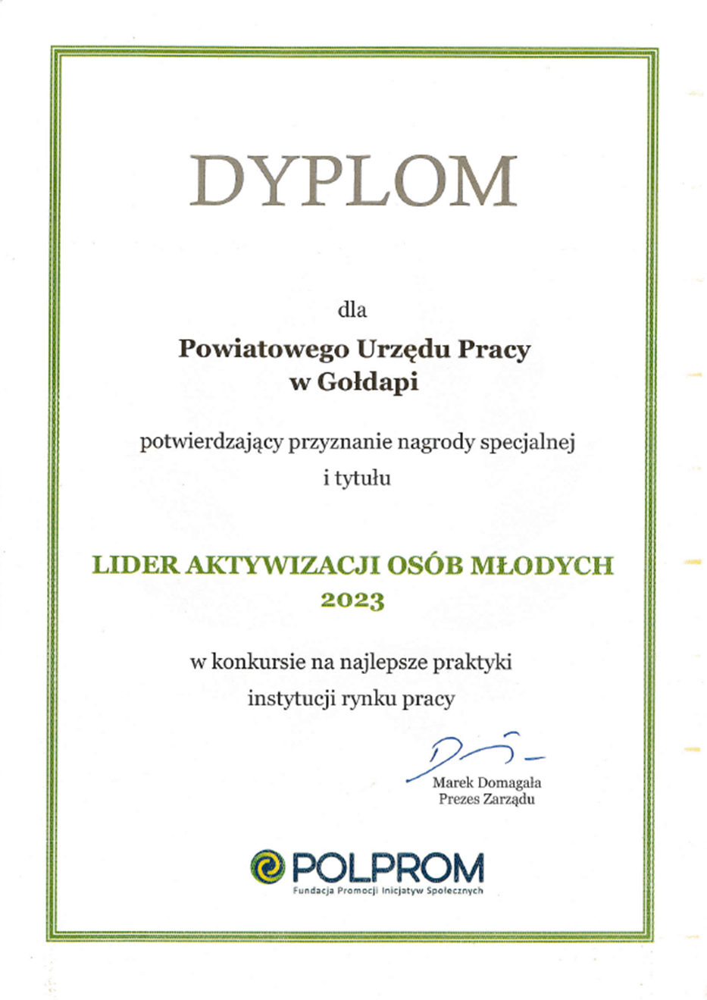 DYPLOM
dla
Powiatowego Urzędu Pracy
w Gołdapi
potwierdzający przyznanie nagrody specjalnej
i tytułu
LIDER AKTYWIZACJI OSÓB MŁODYCH
2023
w konkursie na najlepsze praktyki
instytucji rynku pracy
Marek Domagała
Prezes Zarządu
POLPROM
Fundacja Promocji Inicjatyw Społecznych